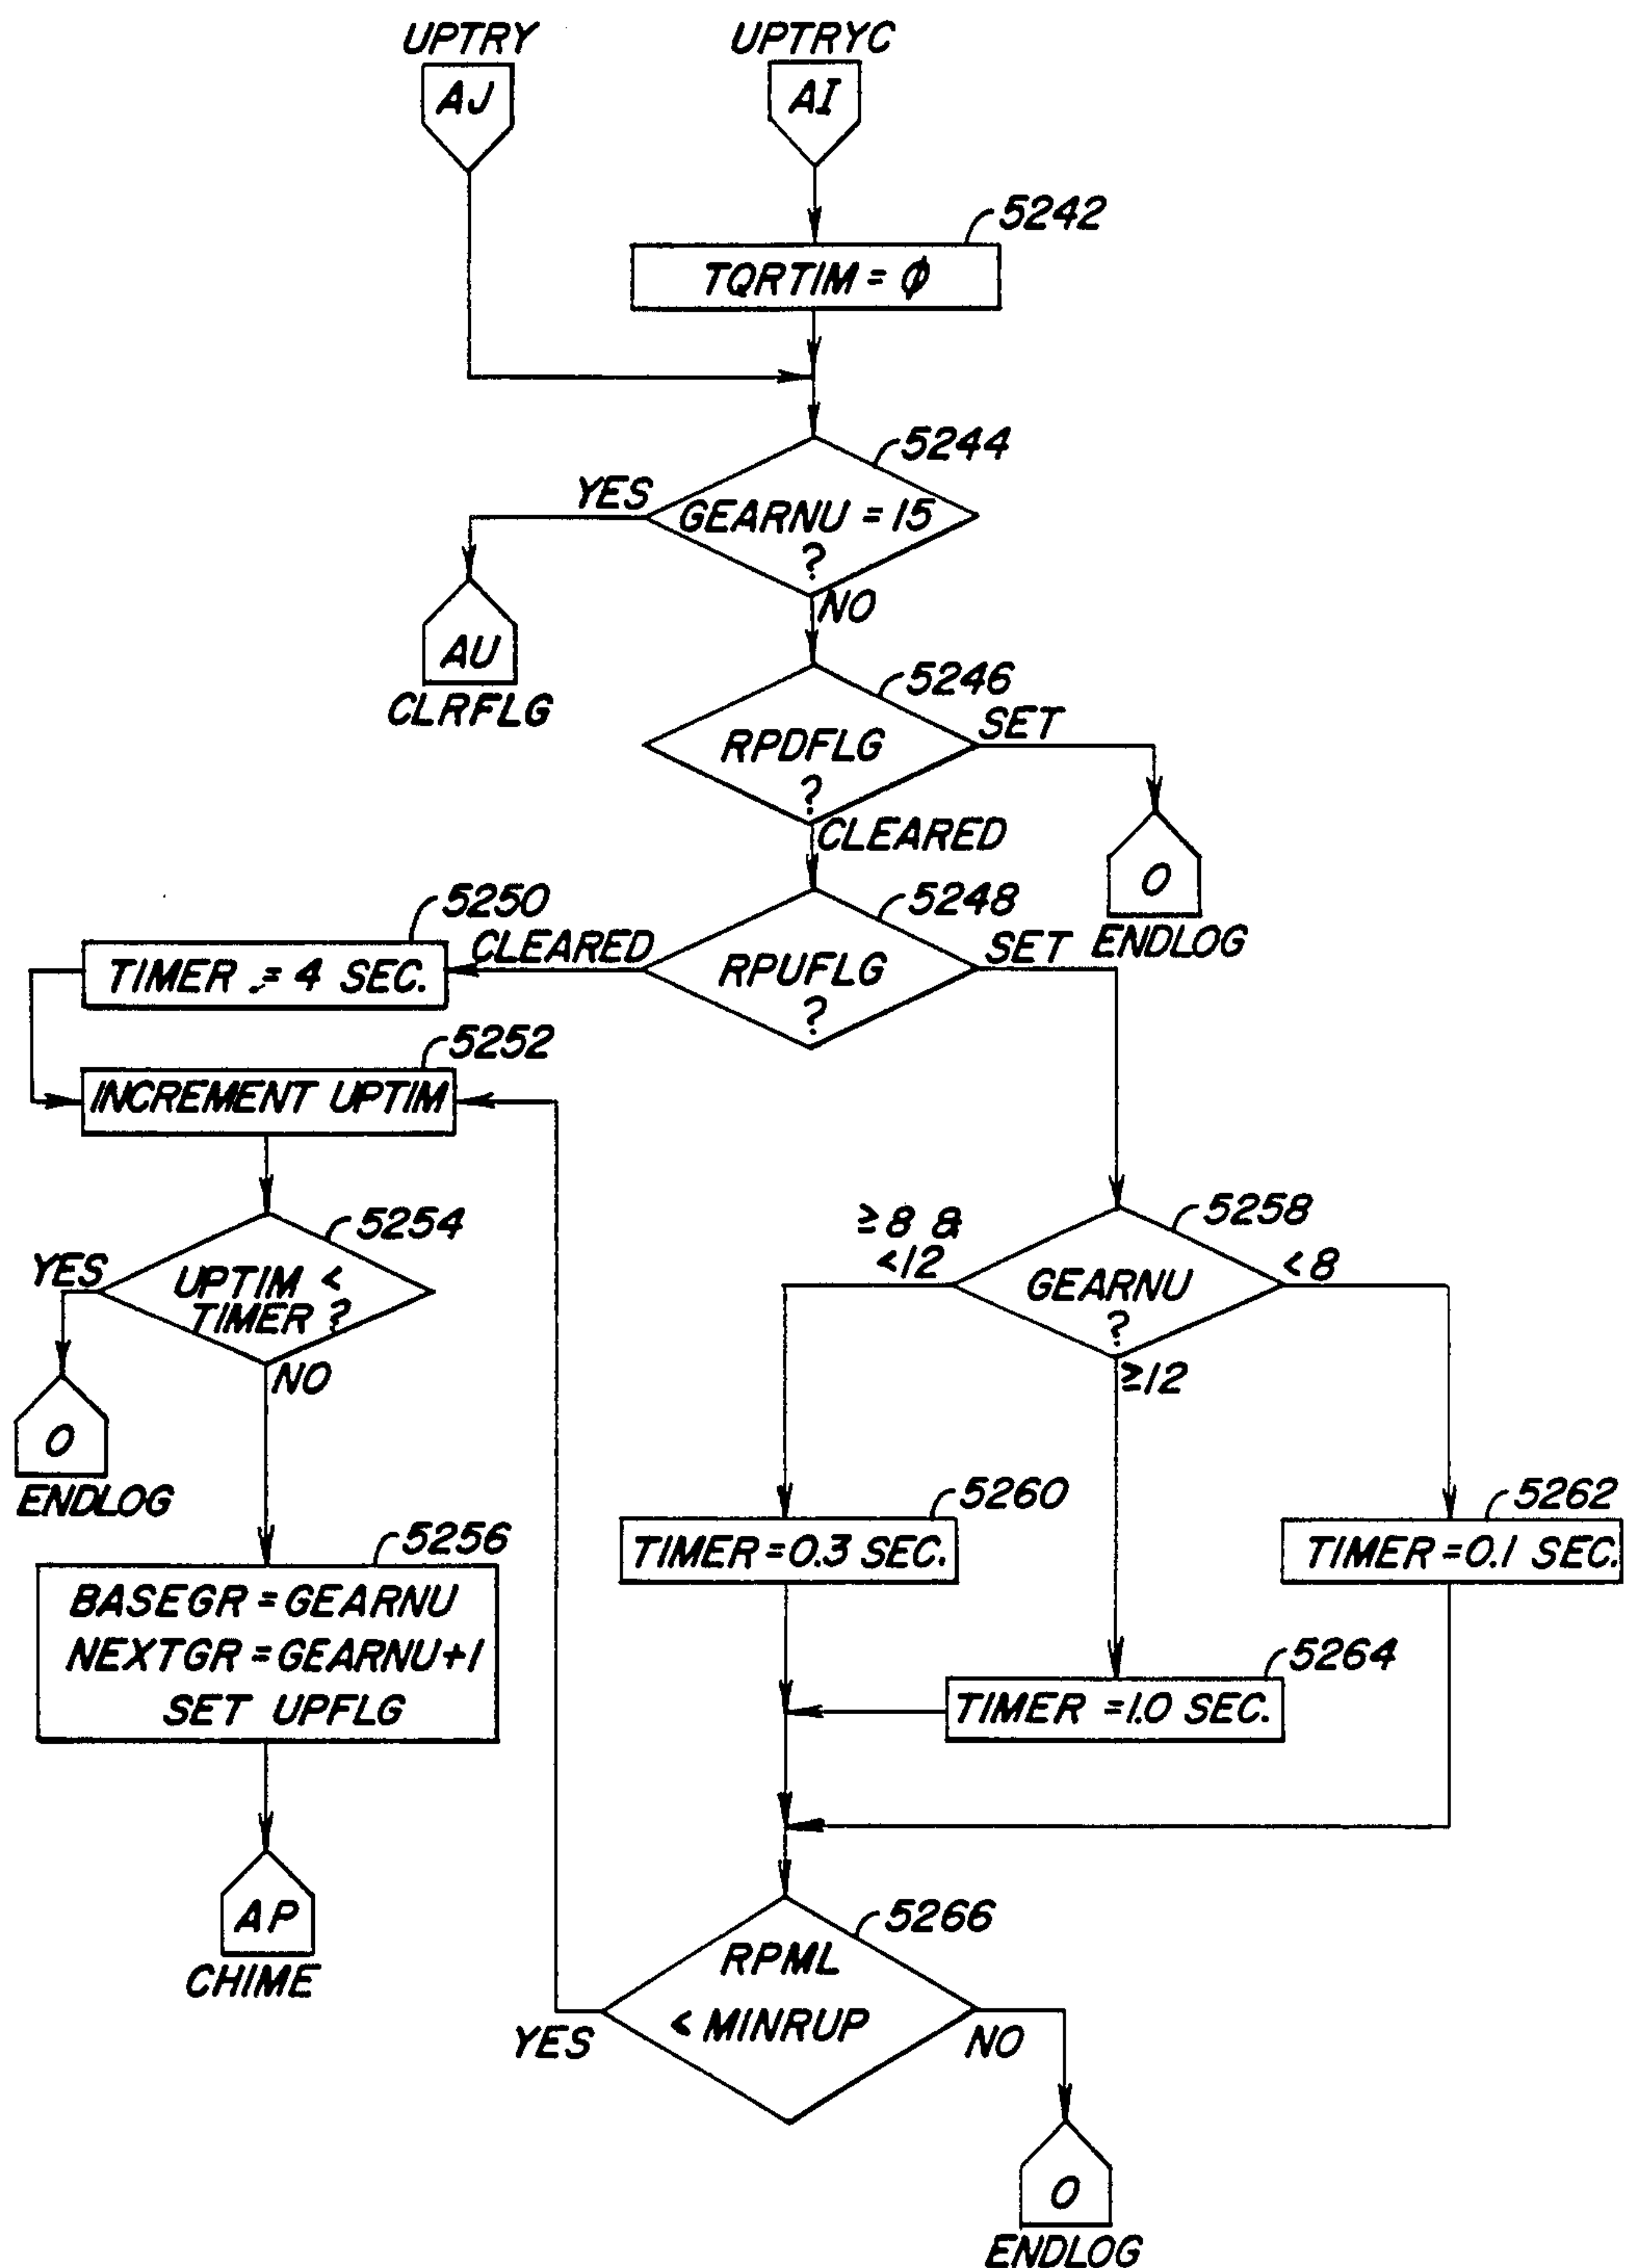 UPTRY
UPTRYC
AJ
AI
5242
TQRTIM = φ
5244
YES
GEARNU = 15
?
NO
AU
CLRFLG
5246
SET
RPDFLG
?
CLEARED
O
ENDLOG
5250
5248
CLEARED
SET
TIMER = 4 SEC.
RPUFLG
?
5252
INCREMENT UPTIM
5254
YES
UPTIM <
TIMER ?
NO
O
ENDLOG
5258
≥8 &
<12
<8
GEARNU
?
≥12
5260
5262
TIMER=0.3 SEC.
TIMER=0.1 SEC.
5256
BASEGR = GEARNU
NEXTGR = GEARNU+1
SET UPFLG
5264
TIMER =1.0 SEC.
AP
CHIME
5266
RPML
< MINRUP
YES
NO
O
ENDLOG